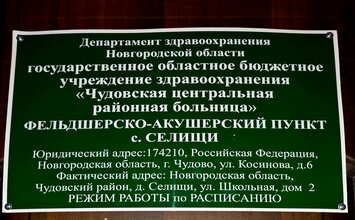 Департамент здравоохранения
Новгородской области
государственное областное бюджетное
учреждение здравоохранения
«Чудовская центральная
районная больница»
ФЕЛЬДШЕРСКО-АКУШЕРСКИЙ ПУНКТ
с. СЕЛИЩИ
Юридический адрес:174210, Российская Федерация,
Новгородская область, г. Чудово, ул. Косинова, д.6
Фактический адрес: Новгородская область,
Чудовский район, д. Селищи, ул. Школьная, дом 2
РЕЖИМ РАБОТЫ по РАСПИСАНИЮ